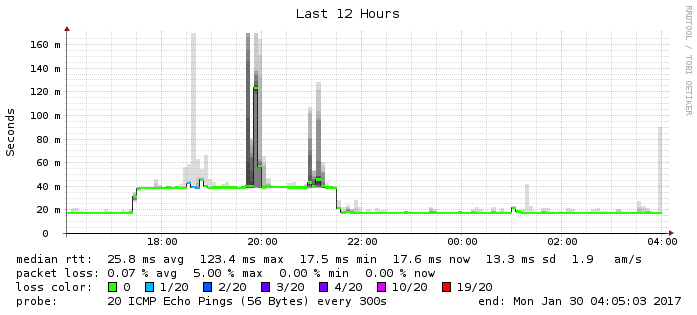 Last 12 Hours
RRDTOOL / TOBI OETIKER
Seconds
160 m
140 m
120 m
100 m
80 m
60 m
40 m
20 m
0
18:00 20:00 22:00 00:00 02:00 04:00
median rtt: 25.8 ms avg 123.4 ms max 17.5 ms min 17.6 ms now 13.3 ms sd 1.9 am/s
packet loss: 0.07 % avg 5.00 % max 0.00 % min 0.00 % now
loss color: 0 1/20 2/20 3/20 4/20 10/20 19/20
probe: 20 ICMP Echo Pings (56 Bytes) every 300s end: Mon Jan 30 04:05:03 2017